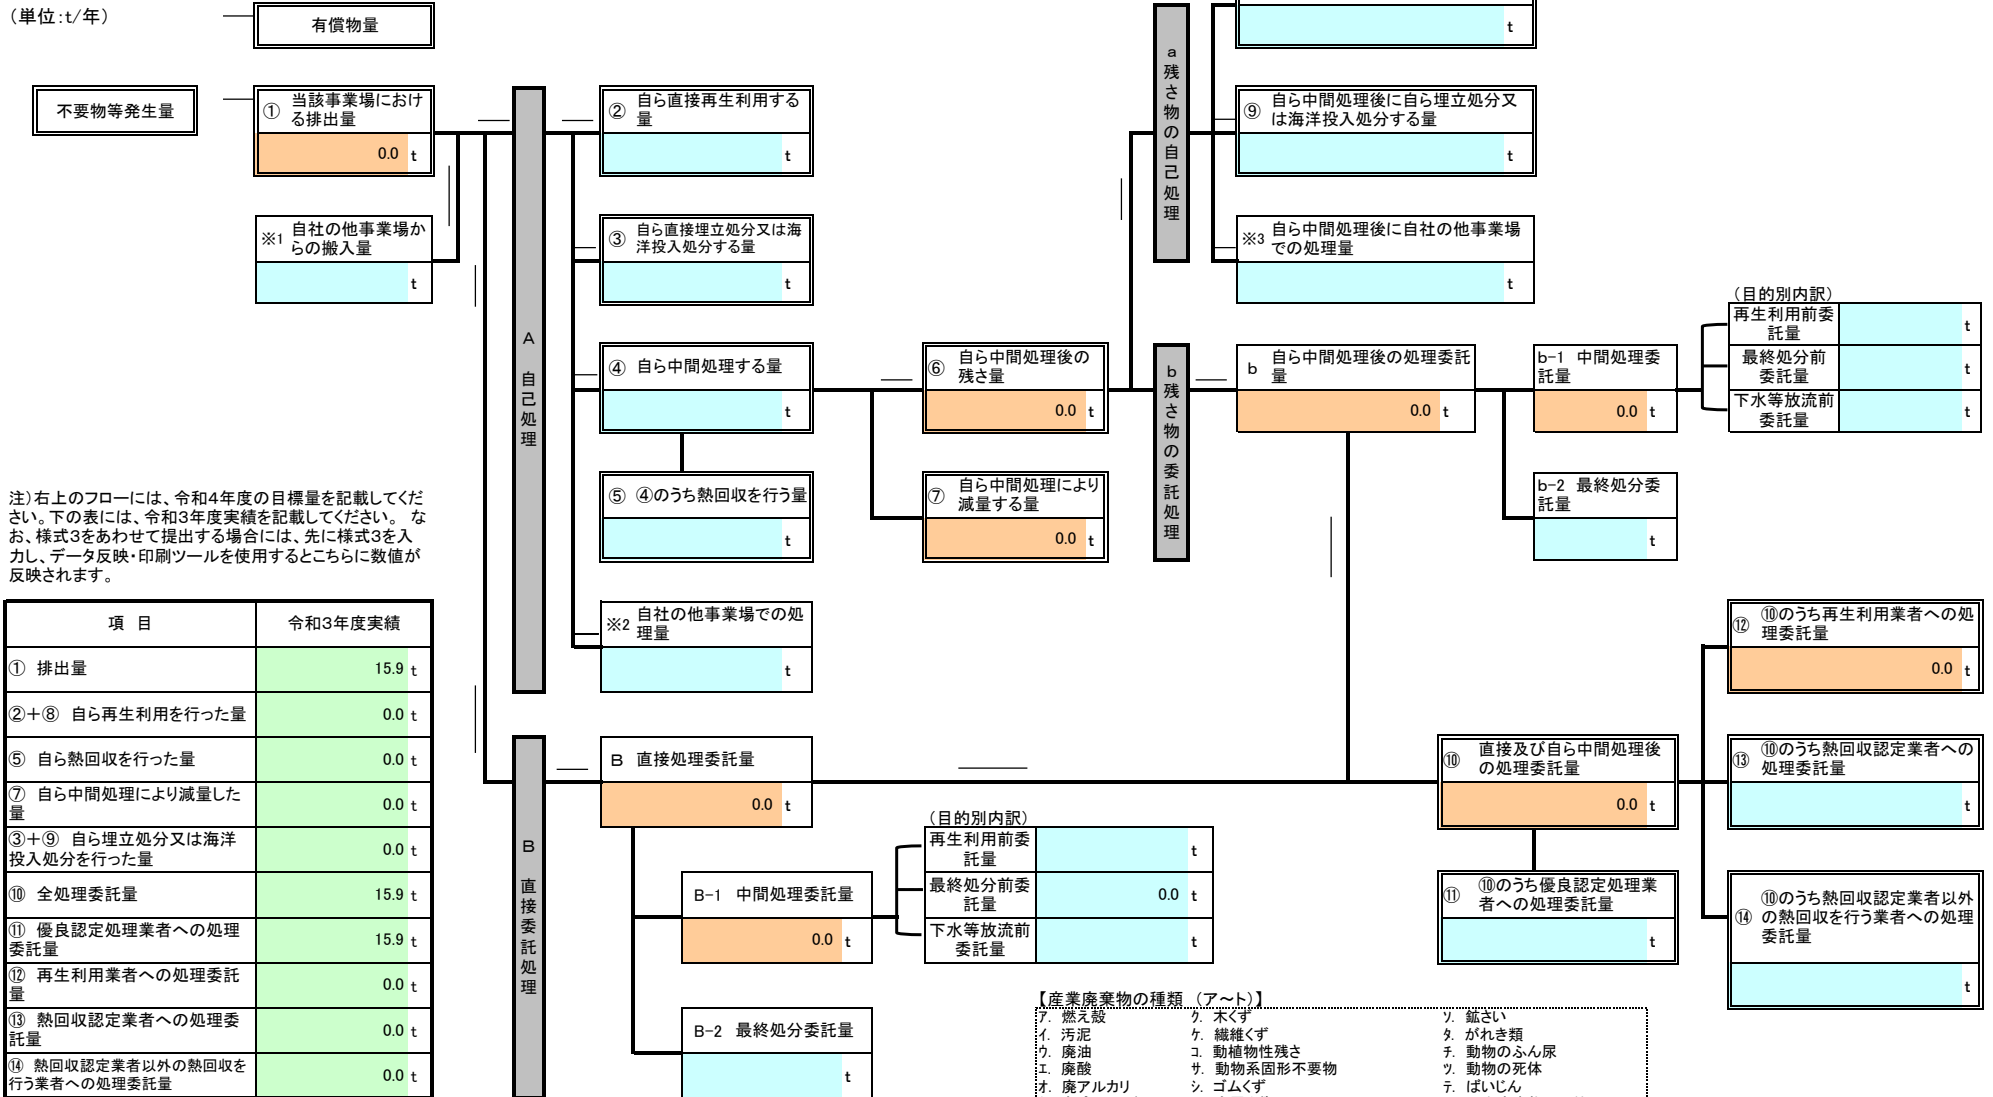 （単位:t/年）
有償物量
t
不要物等発生量
① 当該事業場におけ
る排出量
0.0 t
※1 自社の他事業場か
らの搬入量
t
A 自己処理
② 自ら直接再生利用する
量
t
③ 自ら直接埋立処分又は海
洋投入処分する量
t
④ 自ら中間処理する量
t
⑤ ④のうち熱回収を行う量
t
※2 自社の他事業場での処
理量
t
⑥ 自ら中間処理後の
残さ量
0.0 t
⑦ 自ら中間処理により
減量する量
0.0 t
a 残さ物の自己処理
⑨ 自ら中間処理後に自ら埋立処分又
は海洋投入処分する量
t
※3 自ら中間処理後に自社の他事業場
での処理量
t
b 残さ物の委託処理
b 自ら中間処理後の処理委託
量
0.0 t
b-1 中間処理委
託量
0.0 t
b-2 最終処分委
託量
t
（目的別内訳）
再生利用前委
託量
t
最終処分前
委託量
t
下水等放流前
委託量
t
注）右上のフローには、令和4年度の目標量を記載してくだ
さい。下の表には、令和3年度実績を記載してください。 な
お、様式3をあわせて提出する場合には、先に様式3を入
力し、データ反映・印刷ツールを使用するとこちらに数値が
反映されます。
項 目 令和3年度実績
① 排出量 15.9 t
②＋⑧ 自ら再生利用を行った量 0.0 t
⑤ 自ら熱回収を行った量 0.0 t
⑦ 自ら中間処理により減量した
量 0.0 t
③＋⑨ 自ら埋立処分又は海洋
投入処分を行った量 0.0 t
⑩ 全処理委託量 15.9 t
⑪ 優良認定処理業者への処理
委託量 15.9 t
⑫ 再生利用業者への処理委託
量 0.0 t
⑬ 熱回収認定業者への処理委
託量 0.0 t
⑭ 熱回収認定業者以外の熱回収を
行う業者への処理委託量 0.0 t
B 直接委託処理
B 直接処理委託量
0.0 t
B-1 中間処理委託量
0.0 t
B-2 最終処分委託量
t
（目的別内訳）
再生利用前委
託量
t
最終処分前委
託量
0.0 t
下水等放流前
委託量
t
⑩ 直接及び自ら中間処理後
の処理委託量
0.0 t
⑪ ⑩のうち優良認定処理業
者への処理委託量
t
⑫ ⑩のうち再生利用業者への処
理委託量
0.0 t
⑬ ⑩のうち熱回収認定業者への
処理委託量
t
⑭ ⑩のうち熱回収認定業者以外
の熱回収を行う業者への処理
委託量
t
【産業廃棄物の種類 （ア～ト）】
ア. 燃え殻 ク. 木くず ソ. 鉱さい
イ. 汚泥 ケ. 繊維くず タ. がれき類
ウ. 廃油 コ. 動植物性残さ チ. 動物のふん尿
エ. 廃酸 サ. 動物系固形不要物 ツ. 動物の死体
オ. 廃アルカリ シ. ゴムくず テ. ばいじん